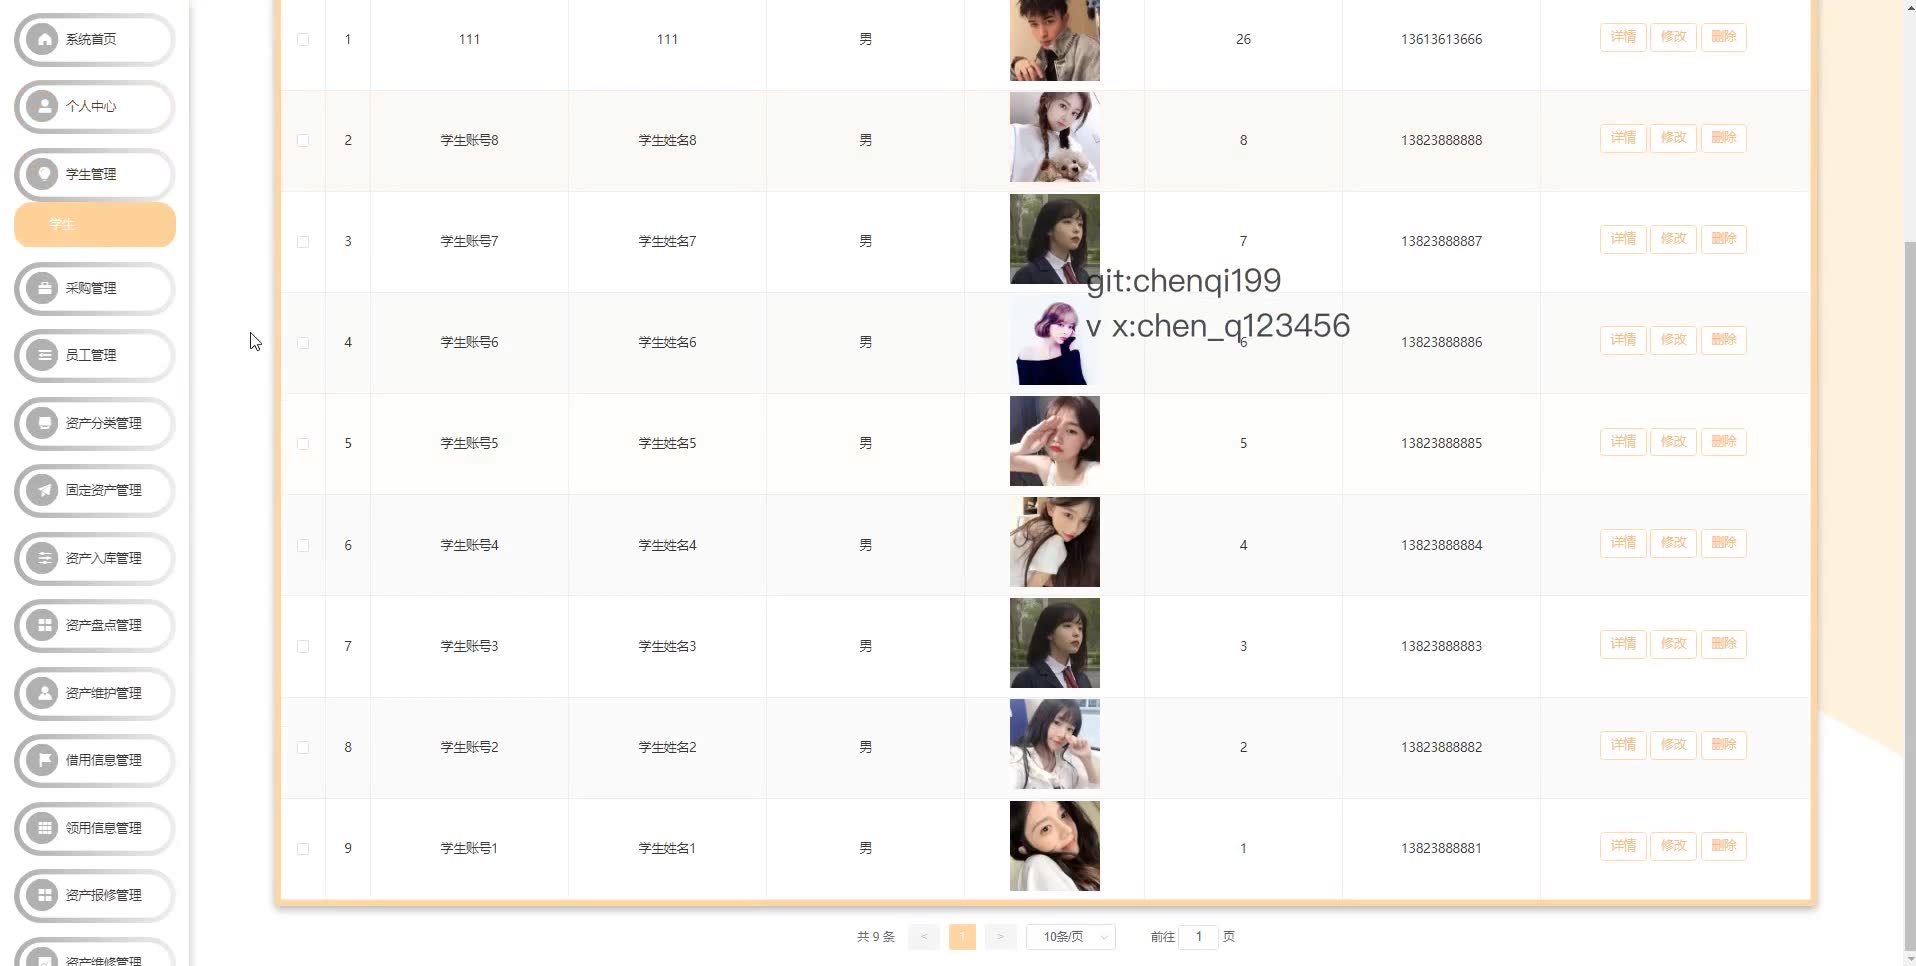 系统首页
个人中心
学生管理
学生
采购管理
员工管理
资产分类管理
固定资产管理
资产入库管理
资产盘点管理
资产维护管理
借用信息管理
领用信息管理
资产报修管理
资产维修管理
1 111 111 男 26 13613613666 详情 修改 删除
2 学生账号8 学生姓名8 男 8 13823888888 详情 修改 删除
3 学生账号7 学生姓名7 男 7 13823888887 详情 修改 删除
git:chenqi199
v x:chen_q123456
4 学生账号6 学生姓名6 男 6 13823888886 详情 修改 删除
5 学生账号5 学生姓名5 男 5 13823888885 详情 修改 删除
6 学生账号4 学生姓名4 男 4 13823888884 详情 修改 删除
7 学生账号3 学生姓名3 男 3 13823888883 详情 修改 删除
8 学生账号2 学生姓名2 男 2 13823888882 详情 修改 删除
9 学生账号1 学生姓名1 男 1 13823888881 详情 修改 删除
共 9 条 < 1 > 10条/页 前往 1 页